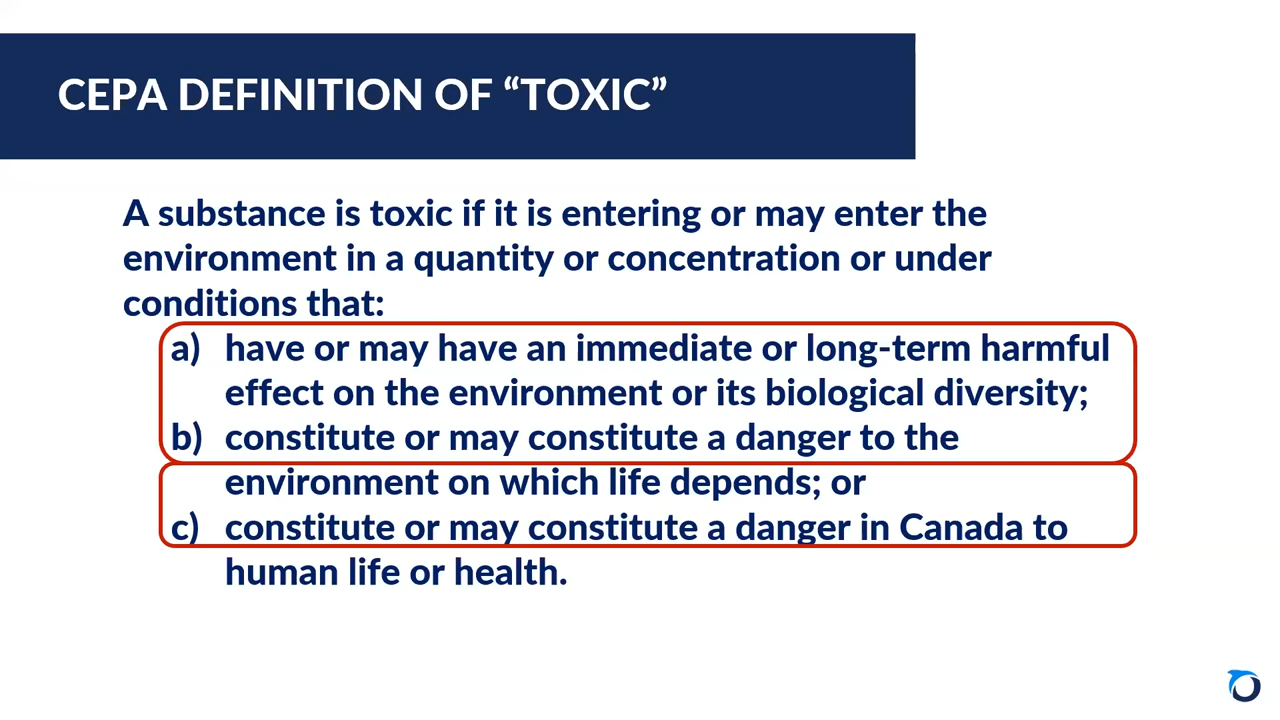 CEPA DEFINITION OF “TOXIC”
A substance is toxic if it is entering or may enter the
environment in a quantity or concentration or under
conditions that:
a) have or may have an immediate or long-term harmful
effect on the environment or its biological diversity;
b) constitute or may constitute a danger to the
environment on which life depends; or
c) constitute or may constitute a danger in Canada to
human life or health.